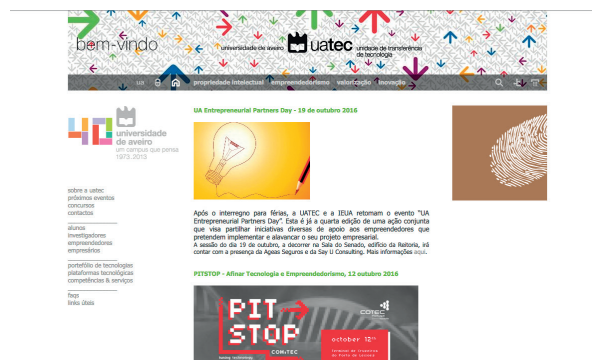 bem-vindo
universidade de aveiro
uatec
unidade de transferência
de tecnologia
ua
propriedade intelectual
empreendedorismo
valorização
inovação
universidade
de aveiro
um campus que pensa
1973_2013
sobre a uatec
próximos eventos
concursos
contactos
alunos
investigadores
empreendedores
empresários
portefólio de tecnologias
plataformas tecnológicas
competências & serviços
faqs
links úteis
UA Entrepreneurial Partners Day - 19 de outubro 2016
Após o interregno para férias, a UATEC e a IEUA retomam o evento "UA
Entrepreneurial Partners Day". Esta é já a quarta edição de uma ação conjunta
que visa partilhar iniciativas diversas de apoio aos empreendedores que
pretendem implementar e alavancar o seu projeto empresarial.
A sessão do dia 19 de outubro, a decorrer na Sala do Senado, edifício da Reitoria, irá
contar com a presença da Ageas Seguros e da Say U Consulting. Mais informações aqui.
PITSTOP - Afinar Tecnologia e Empreendedorismo, 12 outubro 2016
PIT
STOP
COTEC
october 12th